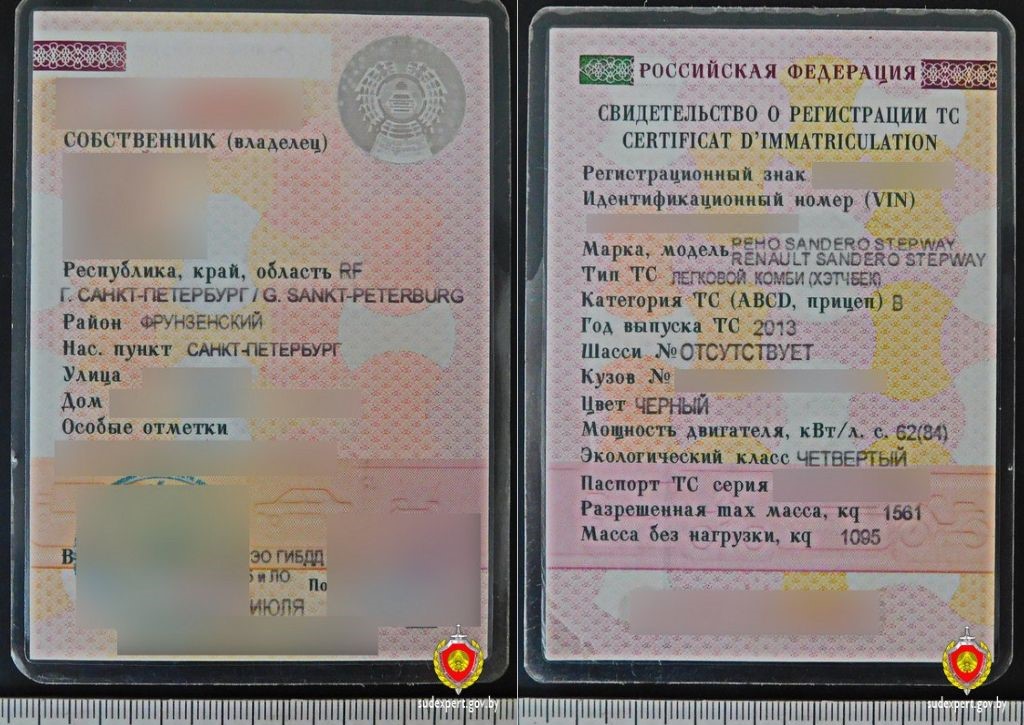 СОБСТВЕННИК (владелец)
Республика, край, область RF
Г. САНКТ-ПЕТЕРБУРГ / G. SANKT-PETERBURG
Район ФРУНЗЕНСКИЙ
Нас. пункт САНКТ-ПЕТЕРБУРГ
Улица
Дом
Особые отметки
ЭО ГИБДД
и ЛО
ИЮЛЯ
sudexpert.gov.by
РОССИЙСКАЯ ФЕДЕРАЦИЯ
СВИДЕТЕЛЬСТВО О РЕГИСТРАЦИИ ТС
CERTIFICAT D'IMMATRICULATION
Регистрационный знак
Идентификационный номер (VIN)
Марка, модель РЕНО SANDERO STEPWAY
RENAULT SANDERO STEPWAY
Тип ТС ЛЕГКОВОЙ КОМБИ (ХЭТЧБЕК)
Категория ТС (ABCD, прицеп) B
Год выпуска ТС 2013
Шасси № ОТСУТСТВУЕТ
Кузов №
Цвет ЧЕРНЫЙ
Мощность двигателя, кВт/л. с. 62(84)
Экологический класс ЧЕТВЕРТЫЙ
Паспорт ТС серия
Разрешенная max масса, kq 1561
Масса без нагрузки, kq 1095
sudexpert.gov.by